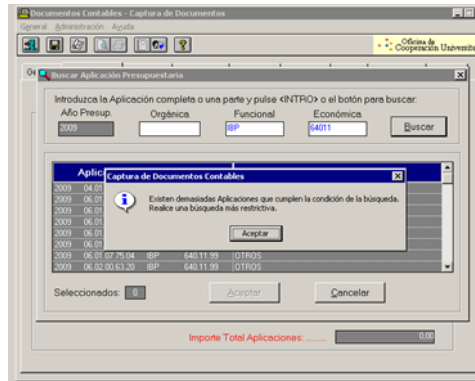 Documentos Contables - Captura de Documentos
General Administración Ayuda
Oficina de
Cooperación Universita
Buscar Aplicación Presupuestaria
Introduzca la Aplicación completa o una parte y pulse <INTRO> o el botón para buscar:
Año Presup. Orgánica Funcional Económica
2009 IBP 64011 Buscar
Aplic
Captura de Documentos Contables
Existen demasiadas Aplicaciones que cumplen la condición de la búsqueda.
Realice una búsqueda más restrictiva.
Aceptar
2009 04.01
2009 06.01
2009 06.01
2009 06.01
2009 06.01
2009 06.01
2009 06.01.07.75.04 IBP 640.11.99 OTROS
2009 06.02.00.63.20 IBP 640.11.99 OTROS
Seleccionados: 0 Aceptar Cancelar
Importe Total Aplicaciones: ........ 0,00